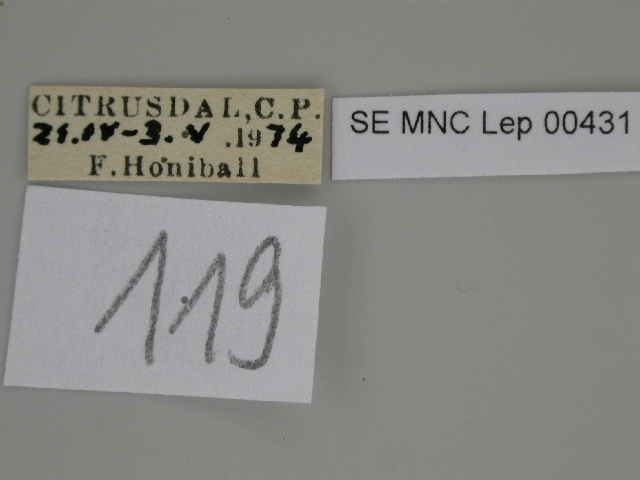 CITRUSDAL, C.P.
21.IV-3.V.1974
F. Honiball
SE MNC Lep 00431
119